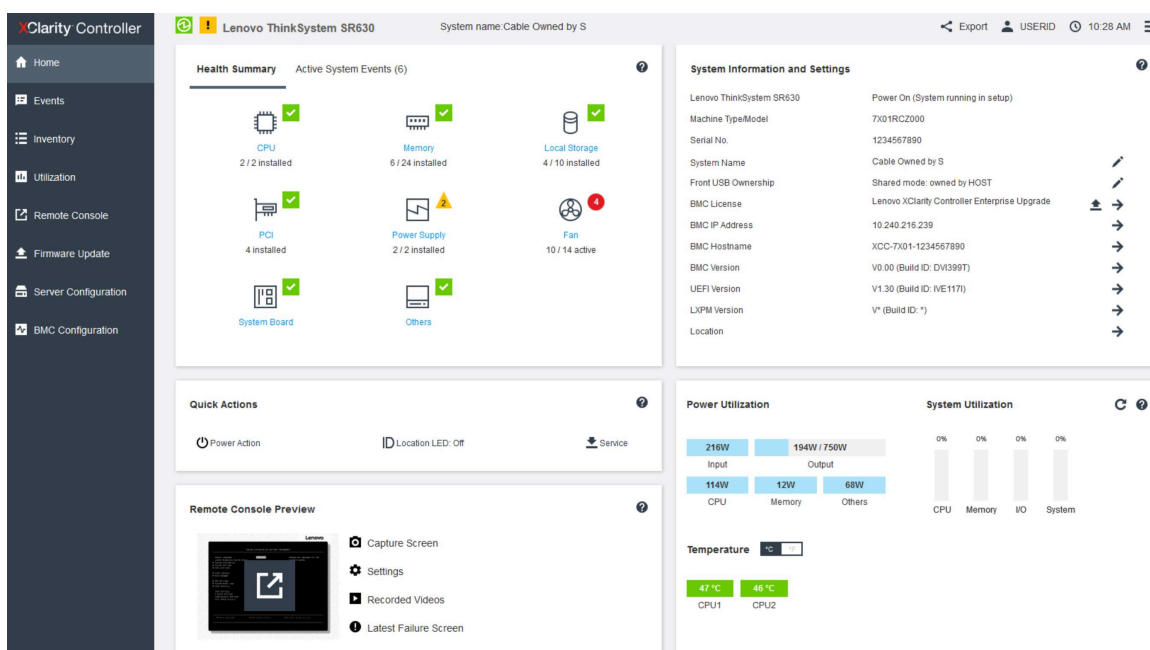 XClarity Controller
Lenovo ThinkSystem SR630
System name:Cable Owned by S
Export
USERID
10:28 AM
Home
Events
Inventory
Utilization
Remote Console
Firmware Update
Server Configuration
BMC Configuration
Health Summary
Active System Events (6)
CPU
2 / 2 installed
Memory
6 / 24 installed
Local Storage
4 / 10 installed
PCI
4 installed
2
Power Supply
2 / 2 installed
4
Fan
10 / 14 active
System Board
Others
System Information and Settings
Lenovo ThinkSystem SR630 Power On (System running in setup)
Machine Type/Model 7X01RCZ000
Serial No. 1234567890
System Name Cable Owned by S
Front USB Ownership Shared mode: owned by HOST
BMC License Lenovo XClarity Controller Enterprise Upgrade
BMC IP Address 10.240.216.239
BMC Hostname XCC-7X01-1234567890
BMC Version V0.00 (Build ID: DVI399T)
UEFI Version V1.30 (Build ID: IVE117I)
LXPM Version V* (Build ID: *)
Location
Quick Actions
Power Action
Location LED: Off
Service
Remote Console Preview
Lenovo
Capture Screen
Settings
Recorded Videos
Latest Failure Screen
Power Utilization
216W
Input
194W / 750W
Output
114W
CPU
12W
Memory
68W
Others
System Utilization
0% 0% 0% 0%
CPU Memory I/O System
Temperature °C °F
47 °C 46 °C
CPU1 CPU2